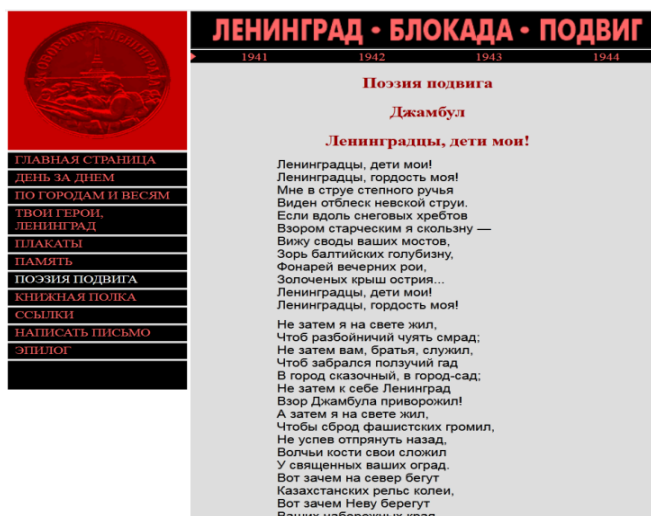 ЗА ОБОРОНУ ЛЕНИНГРАДА
ЛЕНИНГРАД • БЛОКАДА • ПОДВИГ
1941 1942 1943 1944
ГЛАВНАЯ СТРАНИЦА
ДЕНЬ ЗА ДНЕМ
ПО ГОРОДАМ И ВЕСЯМ
ТВОИ ГЕРОИ,
ЛЕНИНГРАД
ПЛАКАТЫ
ПАМЯТЬ
ПОЭЗИЯ ПОДВИГА
КНИЖНАЯ ПОЛКА
ССЫЛКИ
НАПИСАТЬ ПИСЬМО
ЭПИЛОГ
Поэзия подвига
Джамбул
Ленинградцы, дети мои!
Ленинградцы, дети мои!
Ленинградцы, гордость моя!
Мне в струе степного ручья
Виден отблеск невской струи.
Если вдоль снеговых хребтов
Взором старческим я скользну —
Вижу своды ваших мостов,
Зорь балтийских голубизну,
Фонарей вечерних рои,
Золоченых крыш острия...
Ленинградцы, дети мои!
Ленинградцы, гордость моя!
Не затем я на свете жил,
Чтоб разбойничий чуять смрад;
Не затем вам, братья, служил,
Чтоб забрался ползучий гад
В город сказочный, в город-сад;
Не затем к себе Ленинград
Взор Джамбула приворожил!
А затем я на свете жил,
Чтобы сброд фашистских громил,
Не успев отпрянуть назад,
Волчьи кости свои сложил
У священных ваших оград.
Вот зачем на север бегут
Казахстанских рельс колеи,
Вот зачем Неву берегут
Ваших набережных края,